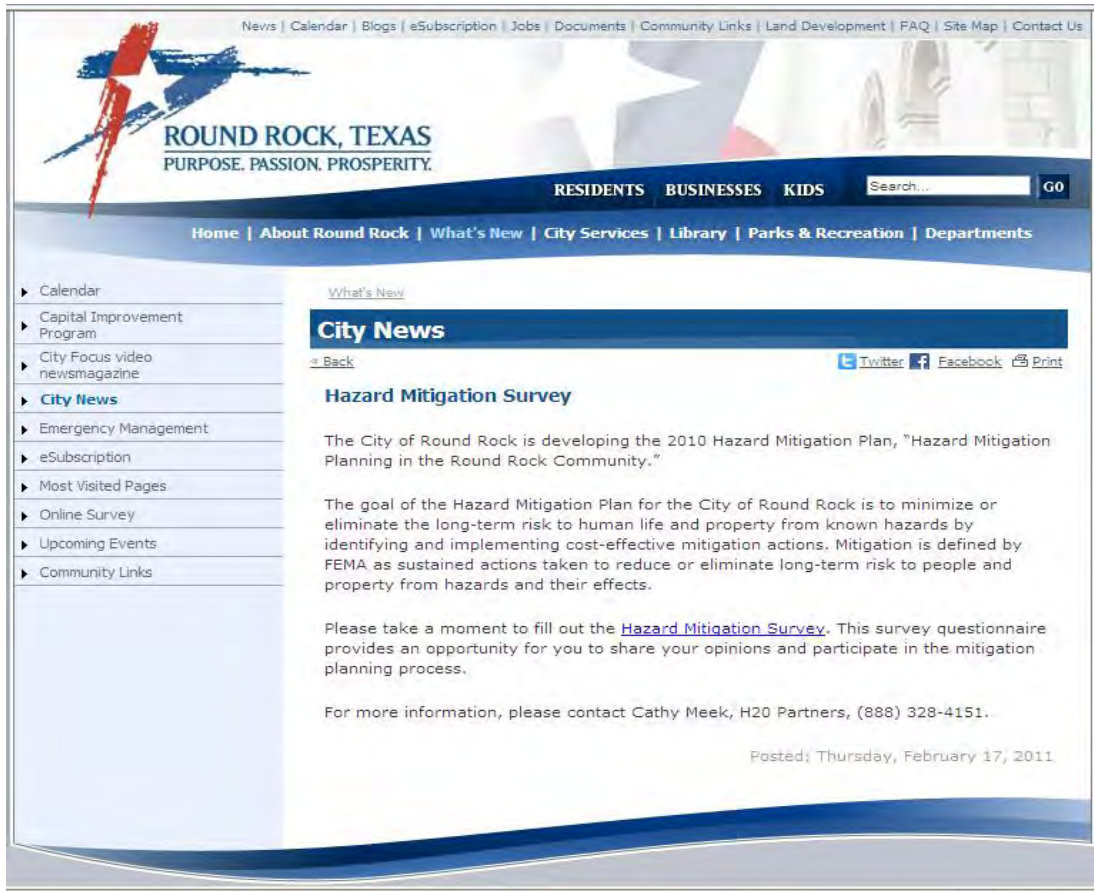 News | Calendar | Blogs | eSubscription | Jobs | Documents | Community Links | Land Development | FAQ | Site Map | Contact Us
ROUND ROCK, TEXAS
PURPOSE. PASSION. PROSPERITY.
RESIDENTS BUSINESSES KIDS Search... GO
Home | About Round Rock | What's New | City Services | Library | Parks & Recreation | Departments
Calendar
Capital Improvement
Program
City Focus video
newsmagazine
City News
Emergency Management
eSubscription
Most Visited Pages
Online Survey
Upcoming Events
Community Links
What's New
City News
« Back Twitter Facebook Print
Hazard Mitigation Survey
The City of Round Rock is developing the 2010 Hazard Mitigation Plan, “Hazard Mitigation
Planning in the Round Rock Community.”
The goal of the Hazard Mitigation Plan for the City of Round Rock is to minimize or
eliminate the long-term risk to human life and property from known hazards by
identifying and implementing cost-effective mitigation actions. Mitigation is defined by
FEMA as sustained actions taken to reduce or eliminate long-term risk to people and
property from hazards and their effects.
Please take a moment to fill out the Hazard Mitigation Survey. This survey questionnaire
provides an opportunity for you to share your opinions and participate in the mitigation
planning process.
For more information, please contact Cathy Meek, H20 Partners, (888) 328-4151.
Posted: Thursday, February 17, 2011